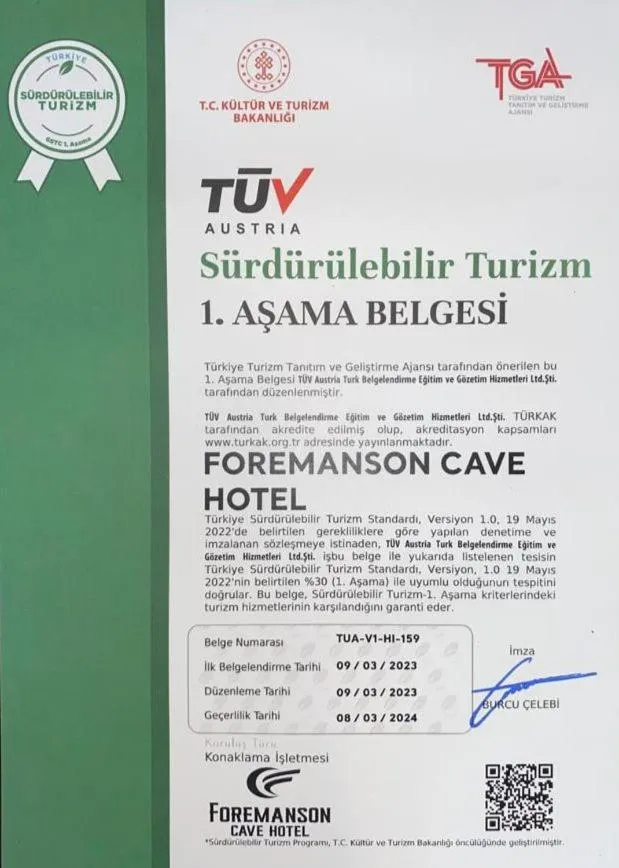 TÜRKİYE
SÜRDÜRÜLEBİLİR
TURİZM
GSTC 1. Aşama
T.C. KÜLTÜR VE TURİZM
BAKANLIĞI
TGA
TÜRKİYE TURİZM
TANITIM VE GELİŞTİRME
AJANSI
TÜV
AUSTRIA
Sürdürülebilir Turizm
1. AŞAMA BELGESİ
Türkiye Turizm Tanıtım ve Geliştirme Ajansı tarafından önerilen bu
1. Aşama Belgesi TÜV Austria Turk Belgelendirme Eğitim ve Gözetim Hizmetleri Ltd.Şti.
tarafından düzenlenmiştir.
TÜV Austria Turk Belgelendirme Eğitim ve Gözetim Hizmetleri Ltd.Şti. TÜRKAK
tarafından akredite edilmiş olup, akreditasyon kapsamları
www.turkak.org.tr adresinde yayınlanmaktadır.
FOREMANSON CAVE
HOTEL
Türkiye Sürdürülebilir Turizm Standardı, Versiyon 1.0, 19 Mayıs
2022'de belirtilen gerekliliklere göre yapılan denetime ve
imzalanan sözleşmeye istinaden, TÜV Austria Turk Belgelendirme Eğitim ve
Gözetim Hizmetleri Ltd.Şti. işbu belge ile yukarıda listelenen tesisin
Türkiye Sürdürülebilir Turizm Standardı, Versiyon, 1.0 19 Mayıs
2022'nin belirtilen %30 (1. Aşama) ile uyumlu olduğunun tespitini
doğrular. Bu belge, Sürdürülebilir Turizm-1. Aşama kriterlerindeki
turizm hizmetlerinin karşılandığını garanti eder.
Belge Numarası TUA-V1-HI-159
İlk Belgelendirme Tarihi 09 / 03 / 2023
Düzenleme Tarihi 09 / 03 / 2023
Geçerlilik Tarihi 08 / 03 / 2024
İmza
BURCU ÇELEBİ
Kuruluş Türü
Konaklama İşletmesi
FOREMANSON
CAVE HOTEL
*Sürdürülebilir Turizm Programı, T.C. Kültür ve Turizm Bakanlığı öncülüğünde geliştirilmiştir.